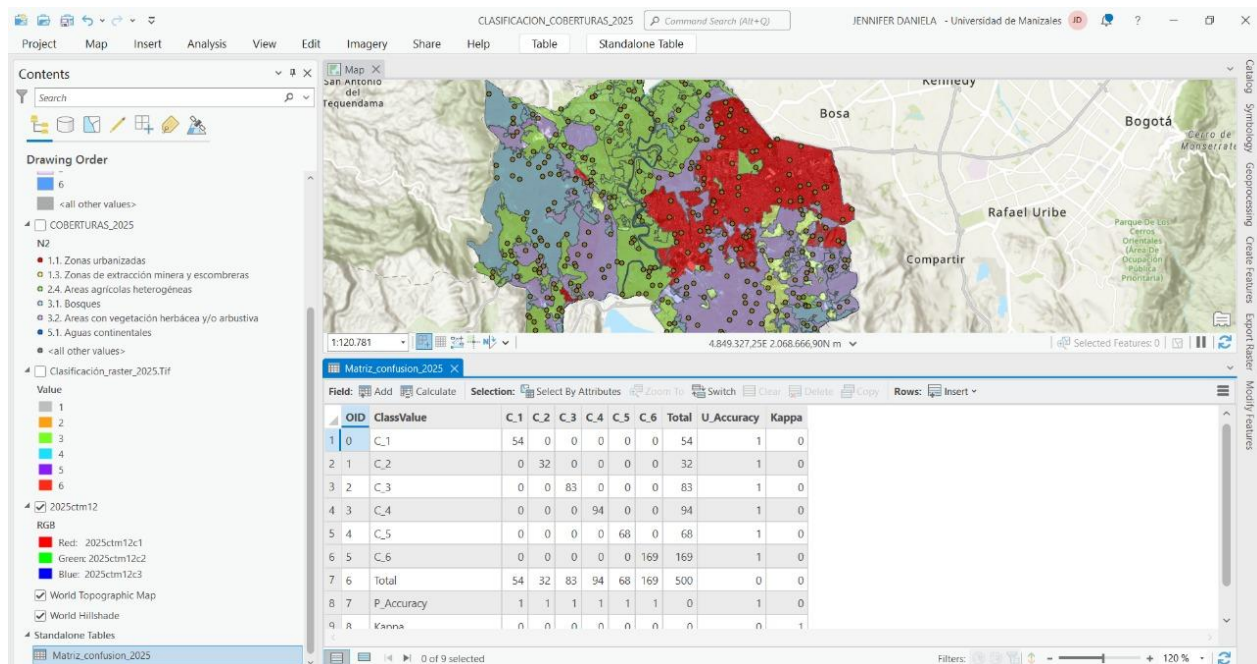 CLASIFICACION_COBERTURAS_2025
Command Search (Alt+Q)
JENNIFER DANIELA - Universidad de Manizales
JD
?
Project Map Insert Analysis View Edit Imagery Share Help Table Standalone Table
Contents
Search
Drawing Order
6
<all other values>
COBERTURAS_2025
N2
1.1. Zonas urbanizadas
1.3. Zonas de extracción minera y escombreras
2.4. Areas agrícolas heterogéneas
3.1. Bosques
3.2. Areas con vegetación herbácea y/o arbustiva
5.1. Aguas continentales
<all other values>
Clasificación_raster_2025.Tif
Value
1
2
3
4
5
6
2025ctm12
RGB
Red: 2025ctm12c1
Green: 2025ctm12c2
Blue: 2025ctm12c3
World Topographic Map
World Hillshade
Standalone Tables
Matriz_confusion_2025
Map
San Antonio
del
Tequendama
Kennedy
Bosa
Bogotá
Cerro de
Monserrate
Rafael Uribe
Compartir
Parque De Los
Cerros
Orientales
(Área De
Ocupación
Pública
Prioritaria)
1:120.781
4.849.327,25E 2.068.666,90N m
Selected Features: 0
Matriz_confusion_2025
Field: Add Calculate Selection: Select By Attributes Zoom To Switch Clear Delete Copy Rows: Insert
OID ClassValue C_1 C_2 C_3 C_4 C_5 C_6 Total U_Accuracy Kappa
1 0 C_1 54 0 0 0 0 0 54 1 0
2 1 C_2 0 32 0 0 0 0 32 1 0
3 2 C_3 0 0 83 0 0 0 83 1 0
4 3 C_4 0 0 0 94 0 0 94 1 0
5 4 C_5 0 0 0 0 68 0 68 1 0
6 5 C_6 0 0 0 0 0 169 169 1 0
7 6 Total 54 32 83 94 68 169 500 0 0
8 7 P_Accuracy 1 1 1 1 1 1 0 1 0
9 8 Kappa 0 0 0 0 0 0 0 0 1
0 of 9 selected
Filters:
120 %
Catalog
Symbology
Geoprocessing
Create Features
Export Raster
Modify Features